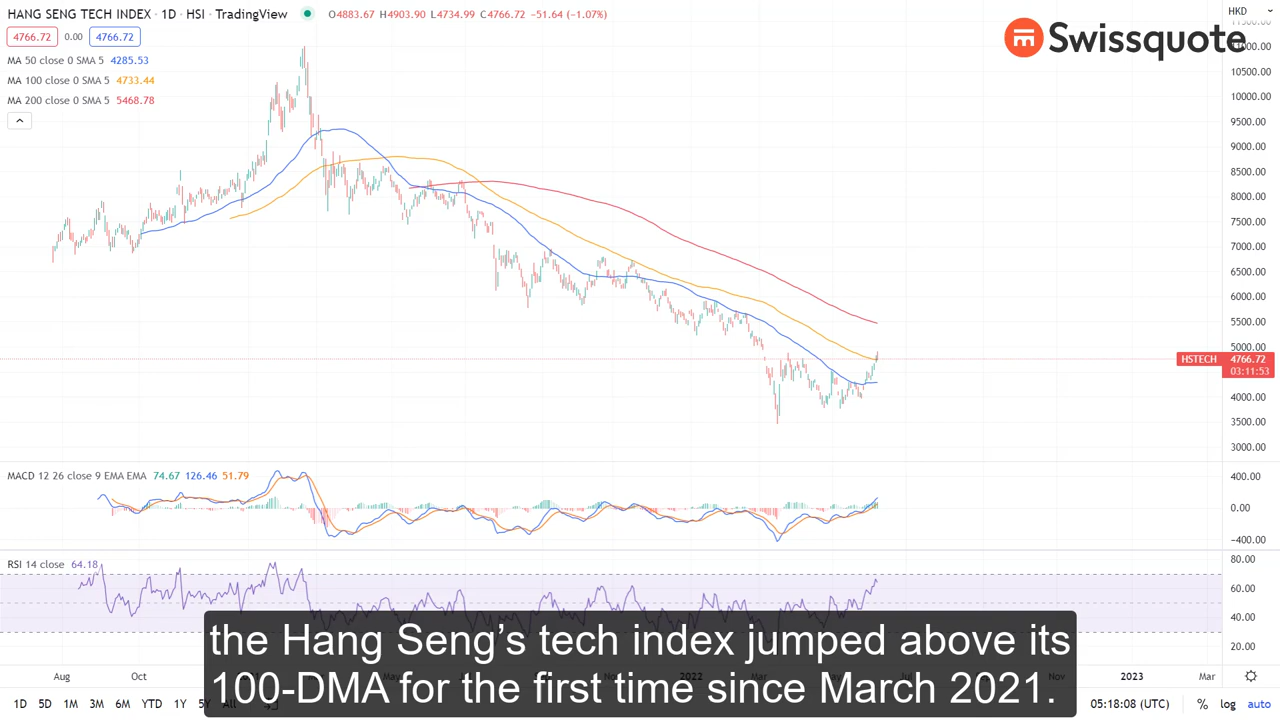 HANG SENG TECH INDEX · 1D · HSI · TradingView O4883.67 H4903.90 L4734.99 C4766.72 −51.64 (−1.07%)
4766.72 0.00 4766.72
MA 50 close 0 SMA 5 4285.53
MA 100 close 0 SMA 5 4733.44
MA 200 close 0 SMA 5 5468.78
HKD
Swissquote
11000.00
10500.00
10000.00
9500.00
9000.00
8500.00
8000.00
7500.00
7000.00
6500.00
6000.00
5500.00
5000.00
HSTECH 4766.72
03:11:53
4000.00
3500.00
3000.00
MACD 12 26 close 9 EMA EMA 74.67 126.46 51.79
400.00
0.00
−400.00
RSI 14 close 64.18
80.00
60.00
40.00
20.00
the Hang Seng’s tech index jumped above its
100-DMA for the first time since March 2021.
Aug Oct 2022 2023 Mar
1D 5D 1M 3M 6M YTD 1Y 5Y All 05:18:08 (UTC) % log auto